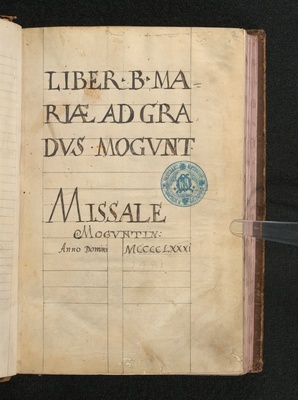 LIBER · B · MA-
RIÆ AD GRA
DVS · MOGVNT
MISSALE
MOGVNTIN:
Anno Domini MCCCCLXXXI